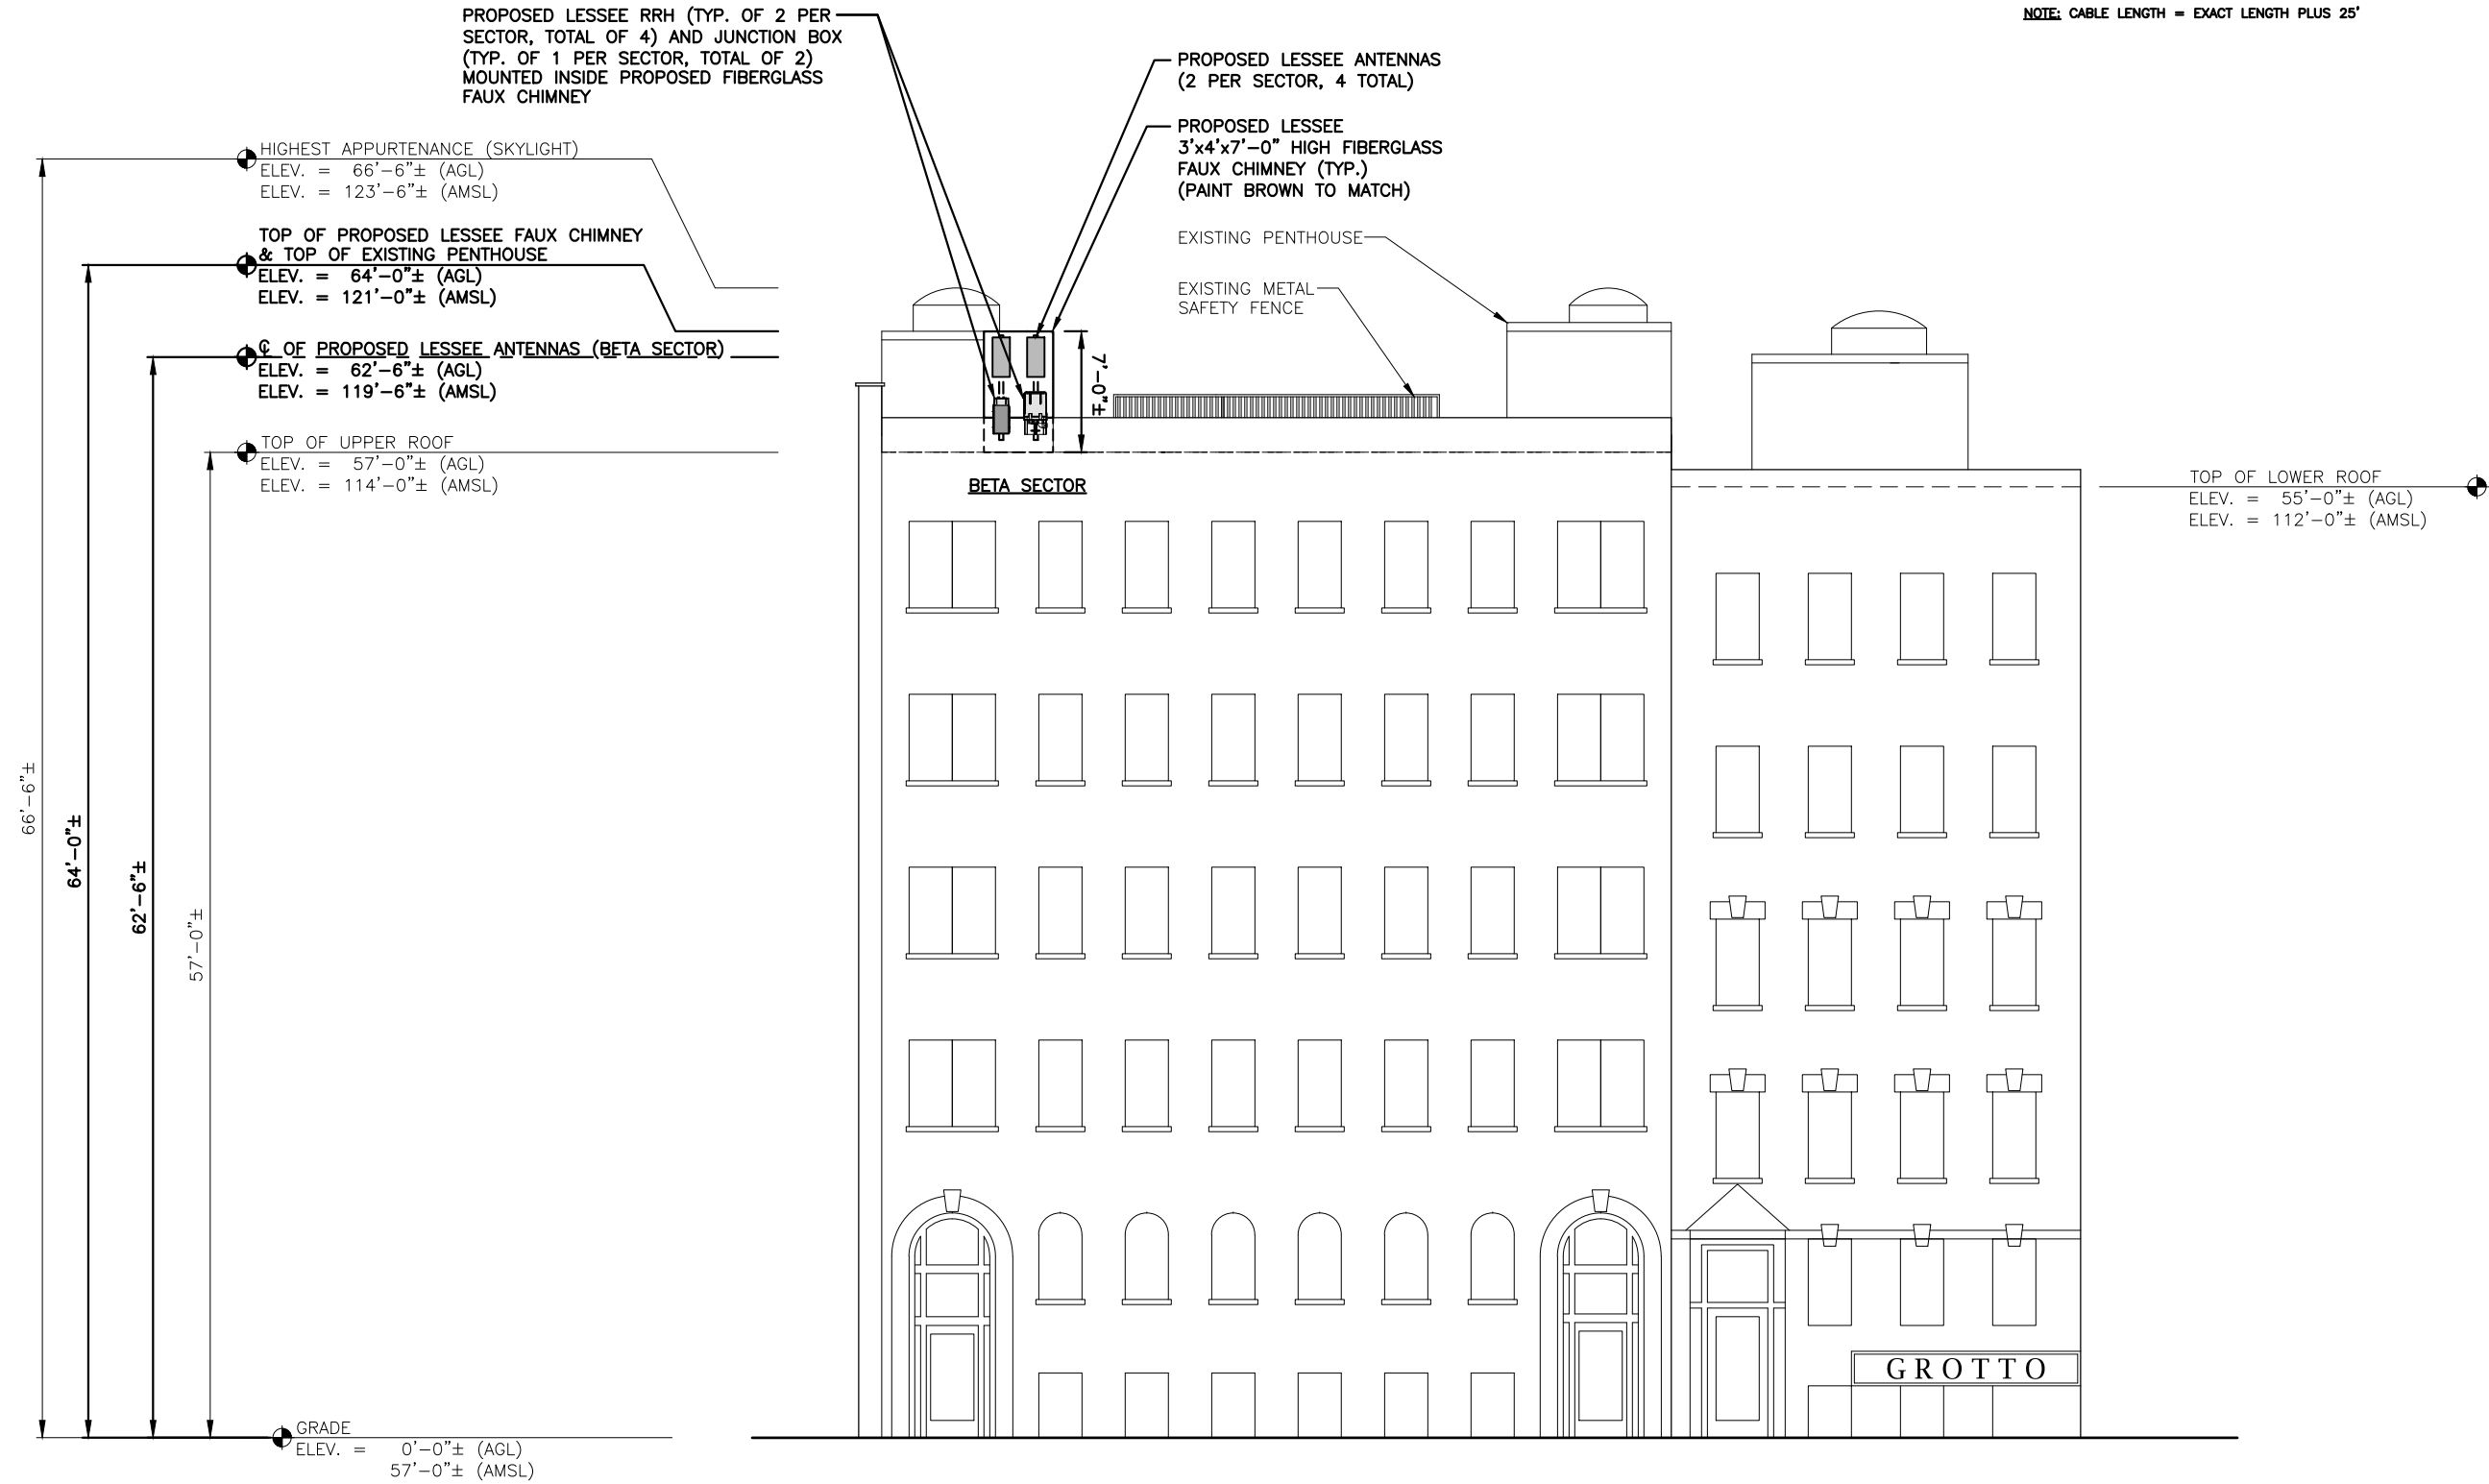 PROPOSED LESSEE RRH (TYP. OF 2 PER
SECTOR, TOTAL OF 4) AND JUNCTION BOX
(TYP. OF 1 PER SECTOR, TOTAL OF 2)
MOUNTED INSIDE PROPOSED FIBERGLASS
FAUX CHIMNEY
NOTE: CABLE LENGTH = EXACT LENGTH PLUS 25'
PROPOSED LESSEE ANTENNAS
(2 PER SECTOR, 4 TOTAL)
PROPOSED LESSEE
3'x4'x7'-0" HIGH FIBERGLASS
FAUX CHIMNEY (TYP.)
(PAINT BROWN TO MATCH)
HIGHEST APPURTENANCE (SKYLIGHT)
ELEV. = 66'-6"± (AGL)
ELEV. = 123'-6"± (AMSL)
TOP OF PROPOSED LESSEE FAUX CHIMNEY
& TOP OF EXISTING PENTHOUSE
ELEV. = 64'-0"± (AGL)
ELEV. = 121'-0"± (AMSL)
EXISTING PENTHOUSE
EXISTING METAL
SAFETY FENCE
℄ OF PROPOSED LESSEE ANTENNAS (BETA SECTOR)
ELEV. = 62'-6"± (AGL)
ELEV. = 119'-6"± (AMSL)
7'-0"±
TOP OF UPPER ROOF
ELEV. = 57'-0"± (AGL)
ELEV. = 114'-0"± (AMSL)
BETA SECTOR
TOP OF LOWER ROOF
ELEV. = 55'-0"± (AGL)
ELEV. = 112'-0"± (AMSL)
66'-6"±
64'-0"±
62'-6"±
57'-0"±
GROTTO
GRADE
ELEV. = 0'-0"± (AGL)
57'-0"± (AMSL)